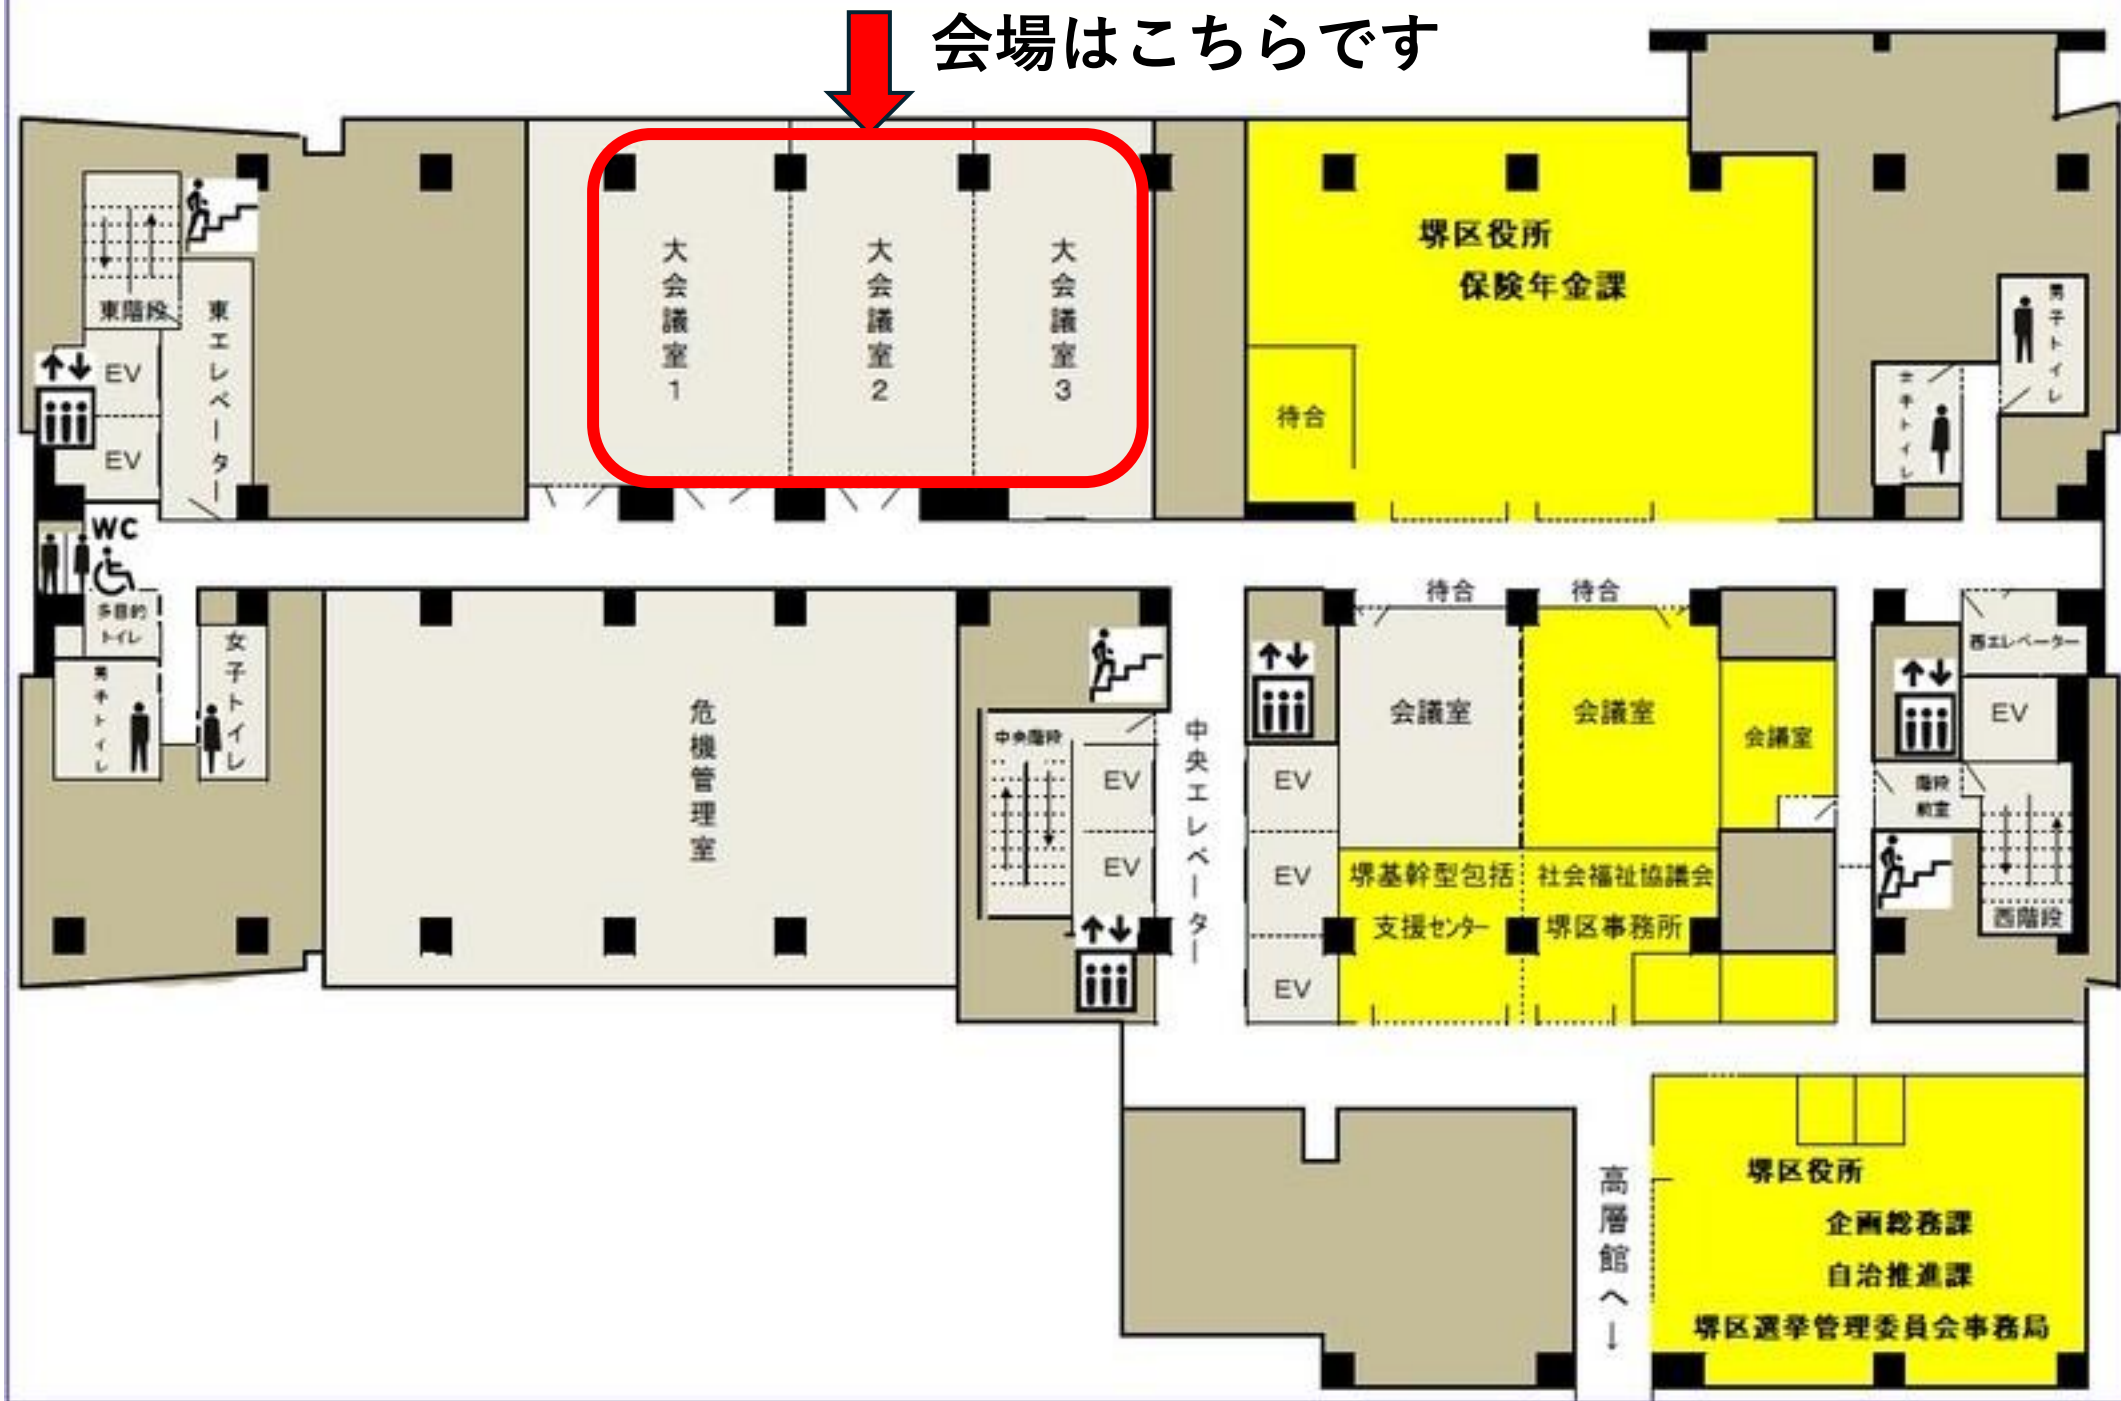 会場はこちらです
大会議室1
大会議室2
大会議室3
堺区役所
保険年金課
待合
東階段
東エレベーター
EV
EV
男子トイレ
女子トイレ
WC
多目的
トイレ
男子トイレ
女子トイレ
危機管理室
中央階段
EV
EV
中央エレベーター
EV
EV
EV
待合
待合
会議室
会議室
会議室
堺基幹型包括
支援センター
社会福祉協議会
堺区事務所
西エレベーター
EV
階段
前室
西階段
高層館へ↓
堺区役所
企画総務課
自治推進課
堺区選挙管理委員会事務局